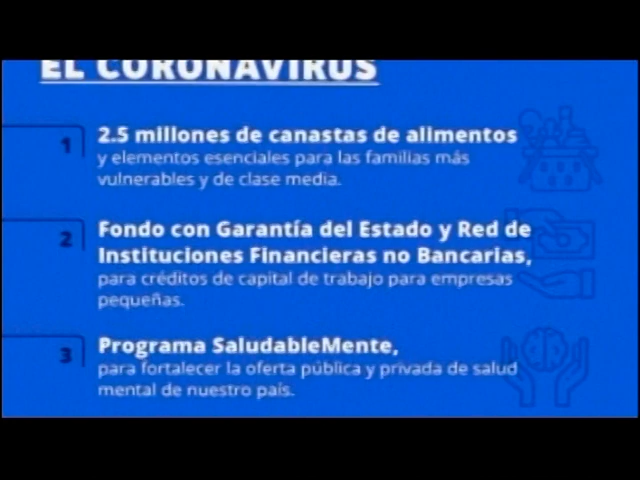 EL CORONAVIRUS
1
2.5 millones de canastas de alimentos
y elementos esenciales para las familias más
vulnerables y de clase media.
2
Fondo con Garantía del Estado y Red de
Instituciones Financieras no Bancarias,
para créditos de capital de trabajo para empresas
pequeñas.
3
Programa SaludableMente,
para fortalecer la oferta pública y privada de salud
mental de nuestro país.